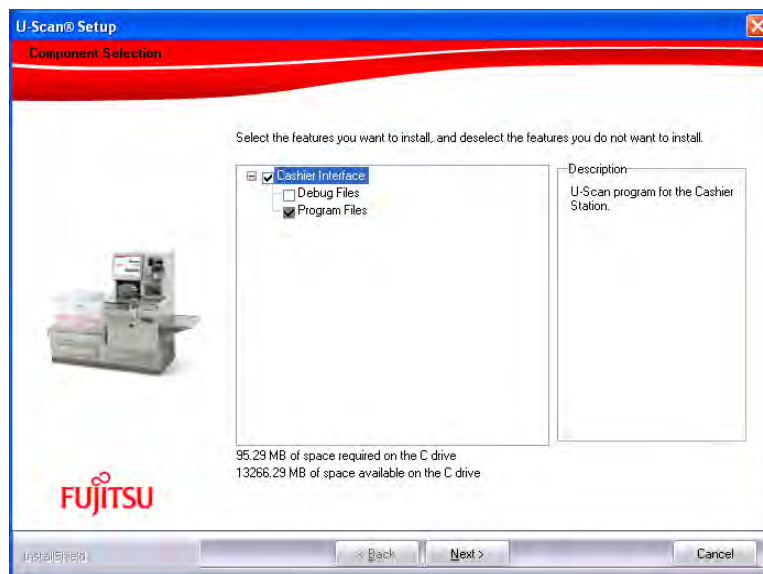 U-Scan® Setup
Component Selection
Select the features you want to install, and deselect the features you do not want to install.
Cashier Interface
Debug Files
Program Files
Description
U-Scan program for the Cashier
Station.
95.29 MB of space required on the C drive
13266.29 MB of space available on the C drive
FUJITSU
InstallShield
< Back
Next >
Cancel